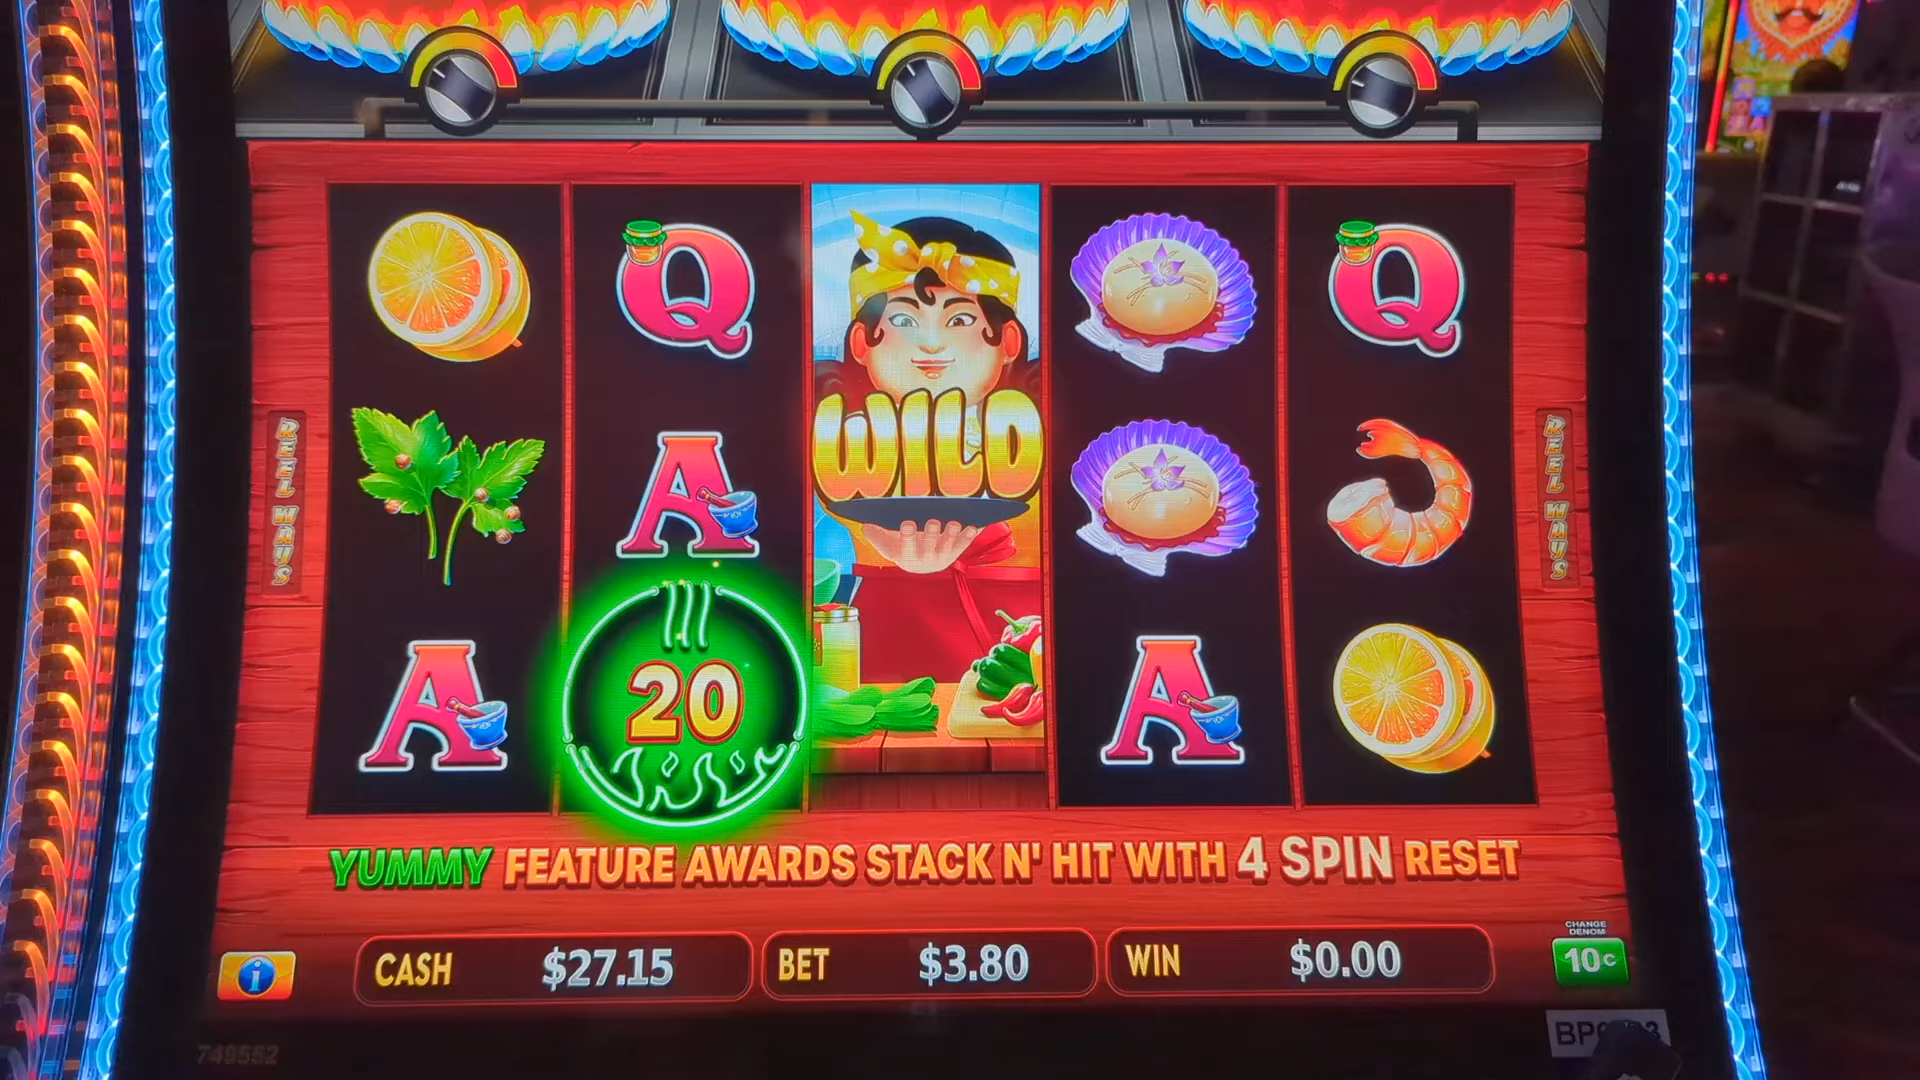 Q
Q
REEL WAYS
A
WILD
REEL WAYS
A
20
A
YUMMY FEATURE AWARDS STACK N' HIT WITH 4 SPIN RESET
CASH $27.15
BET $3.80
WIN $0.00
CHANGE DENOM
10¢
749552